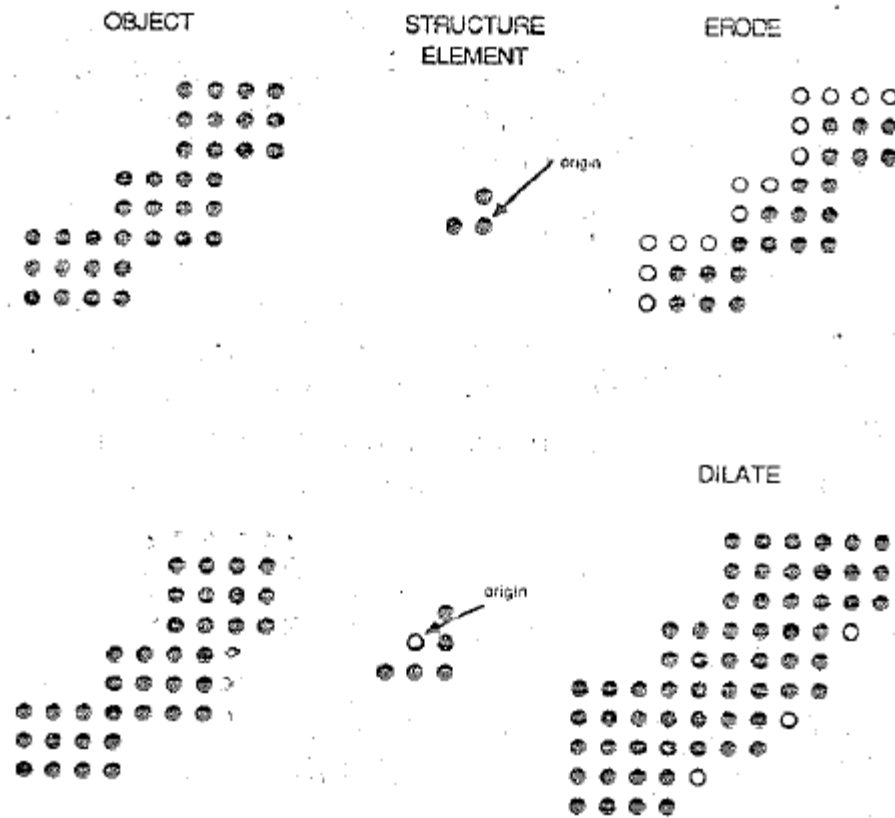 OBJECT
STRUCTURE
ELEMENT
ERODE
origin
DILATE
origin